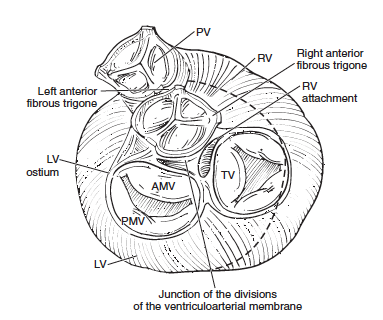 PV
RV
Right anterior
fibrous trigone
RV
attachment
Left anterior
fibrous trigone
LV
ostium
AMV
TV
PMV
LV
Junction of the divisions
of the ventriculoarterial membrane